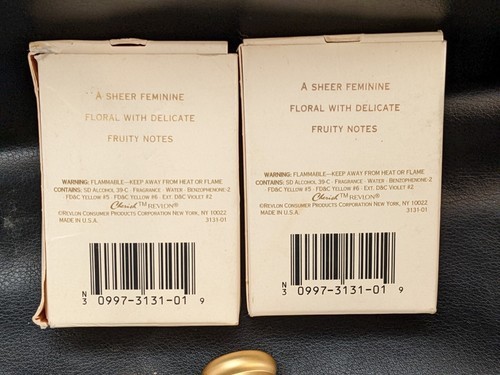 A SHEER FEMININE
FLORAL WITH DELICATE
FRUITY NOTES
WARNING: FLAMMABLE—KEEP AWAY FROM HEAT OR FLAME
CONTAINS: SD ALCOHOL 39-C · FRAGRANCE · WATER · BENZOPHENONE-2
FD&C YELLOW #5 · FD&C YELLOW #6 · EXT. D&C VIOLET #2
Cherish™ REVLON®
©REVLON CONSUMER PRODUCTS CORPORATION NEW YORK, NY 10022
MADE IN U.S.A. 3131-01
N
3 0997-3131-01 9
A SHEER FEMININE
FLORAL WITH DELICATE
FRUITY NOTES
WARNING: FLAMMABLE—KEEP AWAY FROM HEAT OR FLAME
CONTAINS: SD ALCOHOL 39-C · FRAGRANCE · WATER · BENZOPHENONE-2
FD&C YELLOW #5 · FD&C YELLOW #6 · EXT. D&C VIOLET #2
Cherish™ REVLON®
©REVLON CONSUMER PRODUCTS CORPORATION NEW YORK, NY 10022
MADE IN U.S.A. 3131-01
N
3 0997-3131-01 9